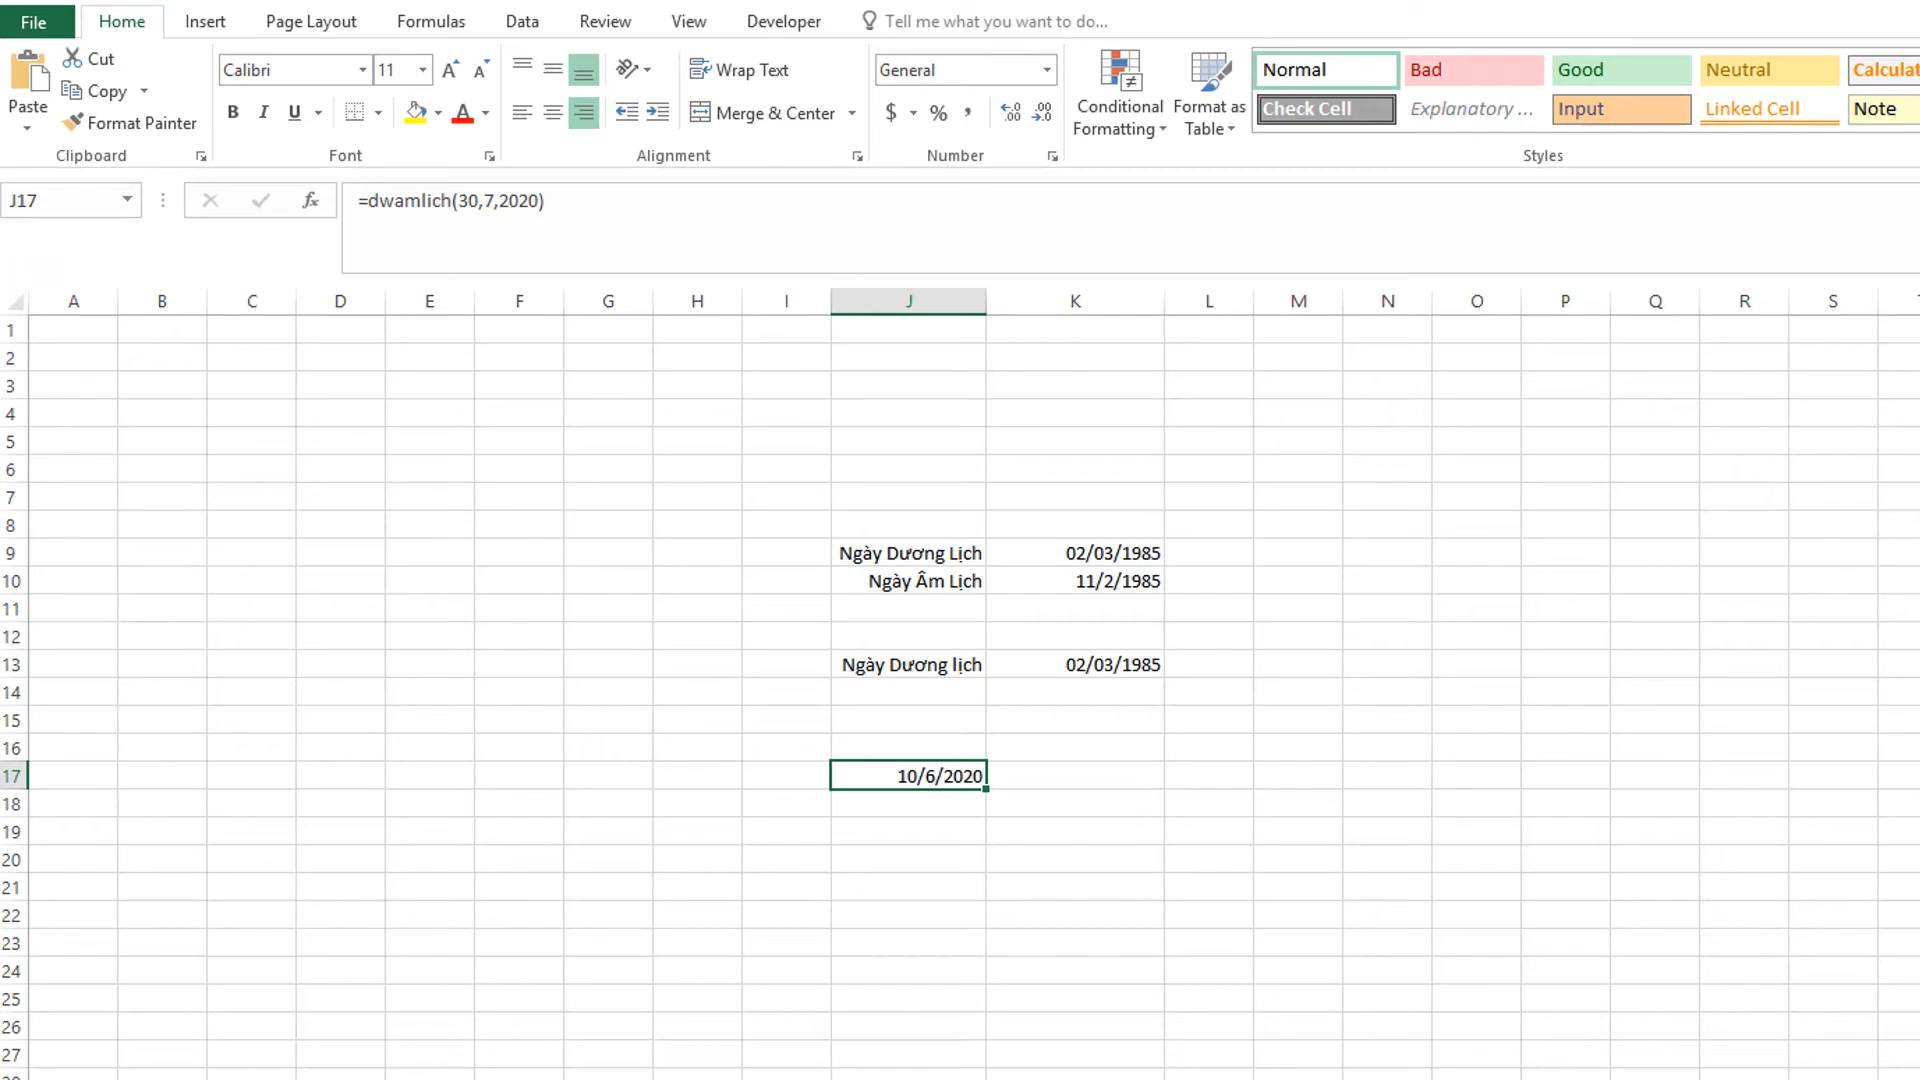 File Home Insert Page Layout Formulas Data Review View Developer Tell me what you want to do...
Paste
Cut
Copy
Format Painter
Clipboard
Calibri 11
B I U
Font
Wrap Text
Merge & Center
Alignment
General
$ % ,
Number
Conditional Formatting
Format as Table
Normal Bad Good Neutral
Check Cell Explanatory ... Input Linked Cell Note
Styles
J17 fx =dwamlich(30,7,2020)
A B C D E F G H I J K L M N O P Q R S
1
2
3
4
5
6
7
8
9 Ngày Dương Lịch 02/03/1985
10 Ngày Âm Lịch 11/2/1985
11
12
13 Ngày Dương lịch 02/03/1985
14
15
16
17 10/6/2020
18
19
20
21
22
23
24
25
26
27